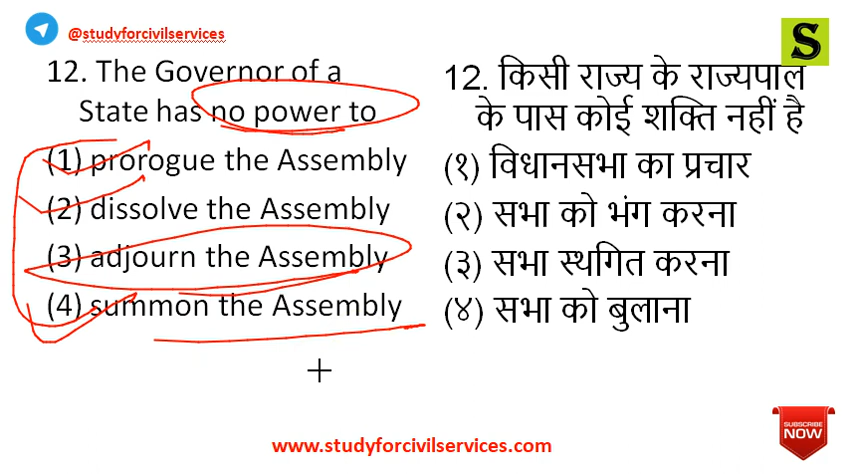 @studyforcivilservices
S
12. The Governor of a
State has no power to
(1) prorogue the Assembly
(2) dissolve the Assembly
(3) adjourn the Assembly
(4) summon the Assembly
12. किसी राज्य के राज्यपाल
के पास कोई शक्ति नहीं है
(१) विधानसभा का प्रचार
(२) सभा को भंग करना
(३) सभा स्थगित करना
(४) सभा को बुलाना
SUBSCRIBE
NOW
www.studyforcivilservices.com